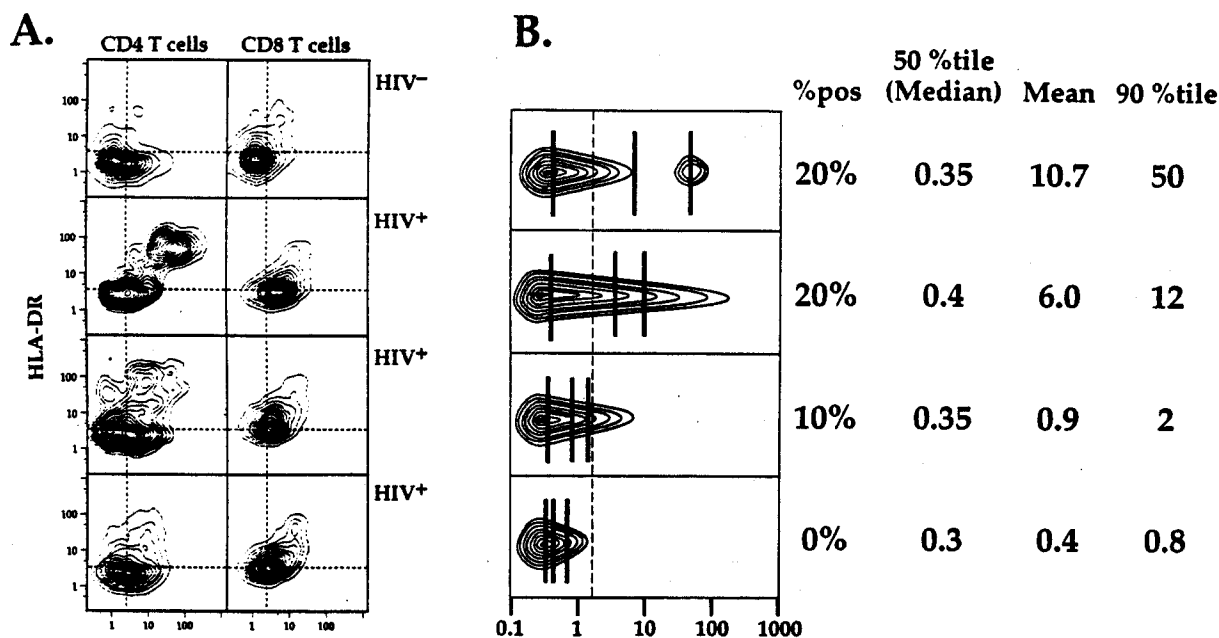 A.
CD4 T cells CD8 T cells
HIV−
100
10
1
HIV+
100
10
1
HIV+
100
10
1
HIV+
100
10
1
HLA-DR
1 10 100 1 10 100
B.
%pos 50 %tile (Median) Mean 90 %tile
20% 0.35 10.7 50
20% 0.4 6.0 12
10% 0.35 0.9 2
0% 0.3 0.4 0.8
0.1 1 10 100 1000